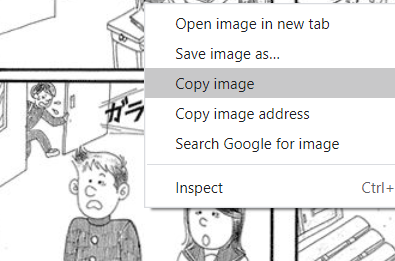 Open image in new tab
Save image as...
Copy image
Copy image address
Search Google for image
Inspect Ctrl+
ガラ